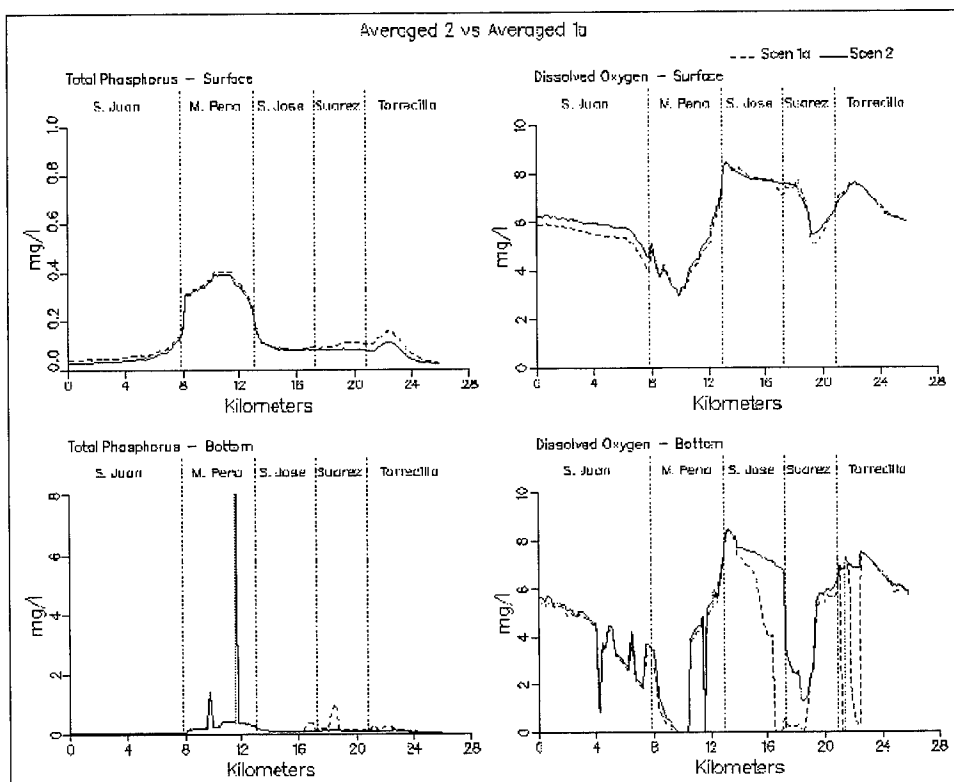 Averaged 2 vs Averaged 1a
Scen 1a
Scen 2
Total Phosphorus - Surface
S. Juan
M. Pena
S. Jose
Suarez
Torrecilla
mg/l
1.0
0.8
0.6
0.4
0.2
0.0
0 4 8 12 16 20 24 28
Kilometers
Dissolved Oxygen - Surface
S. Juan
M. Pena
S. Jose
Suarez
Torrecilla
mg/l
10
8
6
4
2
0
0 4 8 12 16 20 24 28
Kilometers
Total Phosphorus - Bottom
S. Juan
M. Pena
S. Jose
Suarez
Torrecilla
mg/l
8
6
4
2
0
0 4 8 12 16 20 24 28
Kilometers
Dissolved Oxygen - Bottom
S. Juan
M. Pena
S. Jose
Suarez
Torrecilla
mg/l
10
8
6
4
2
0
0 4 8 12 16 20 24 28
Kilometers